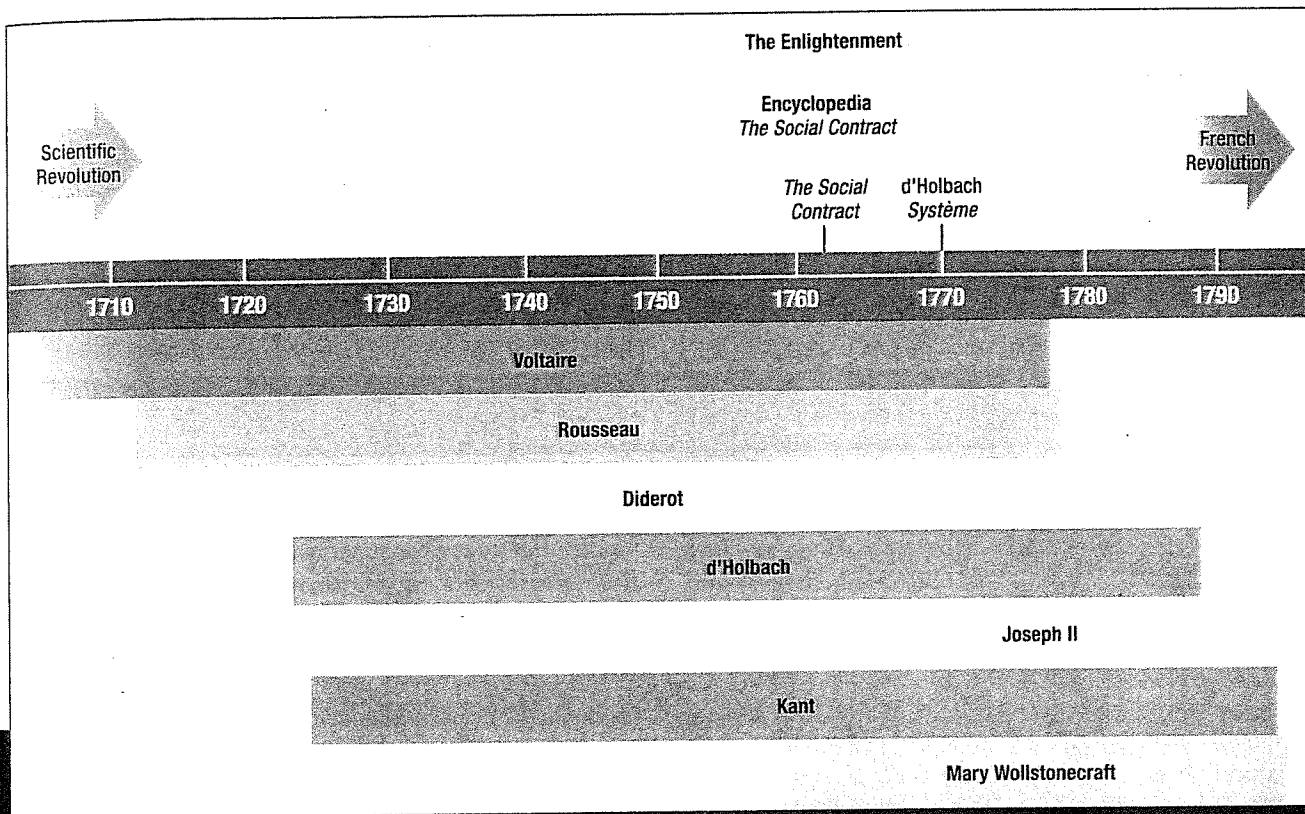 The Enlightenment
Encyclopedia
The Social Contract
Scientific
Revolution
French
Revolution
The Social
Contract
d'Holbach
Système
1710
1720
1730
1740
1750
1760
1770
1780
1790
Voltaire
Rousseau
Diderot
d'Holbach
Joseph II
Kant
Mary Wollstonecraft